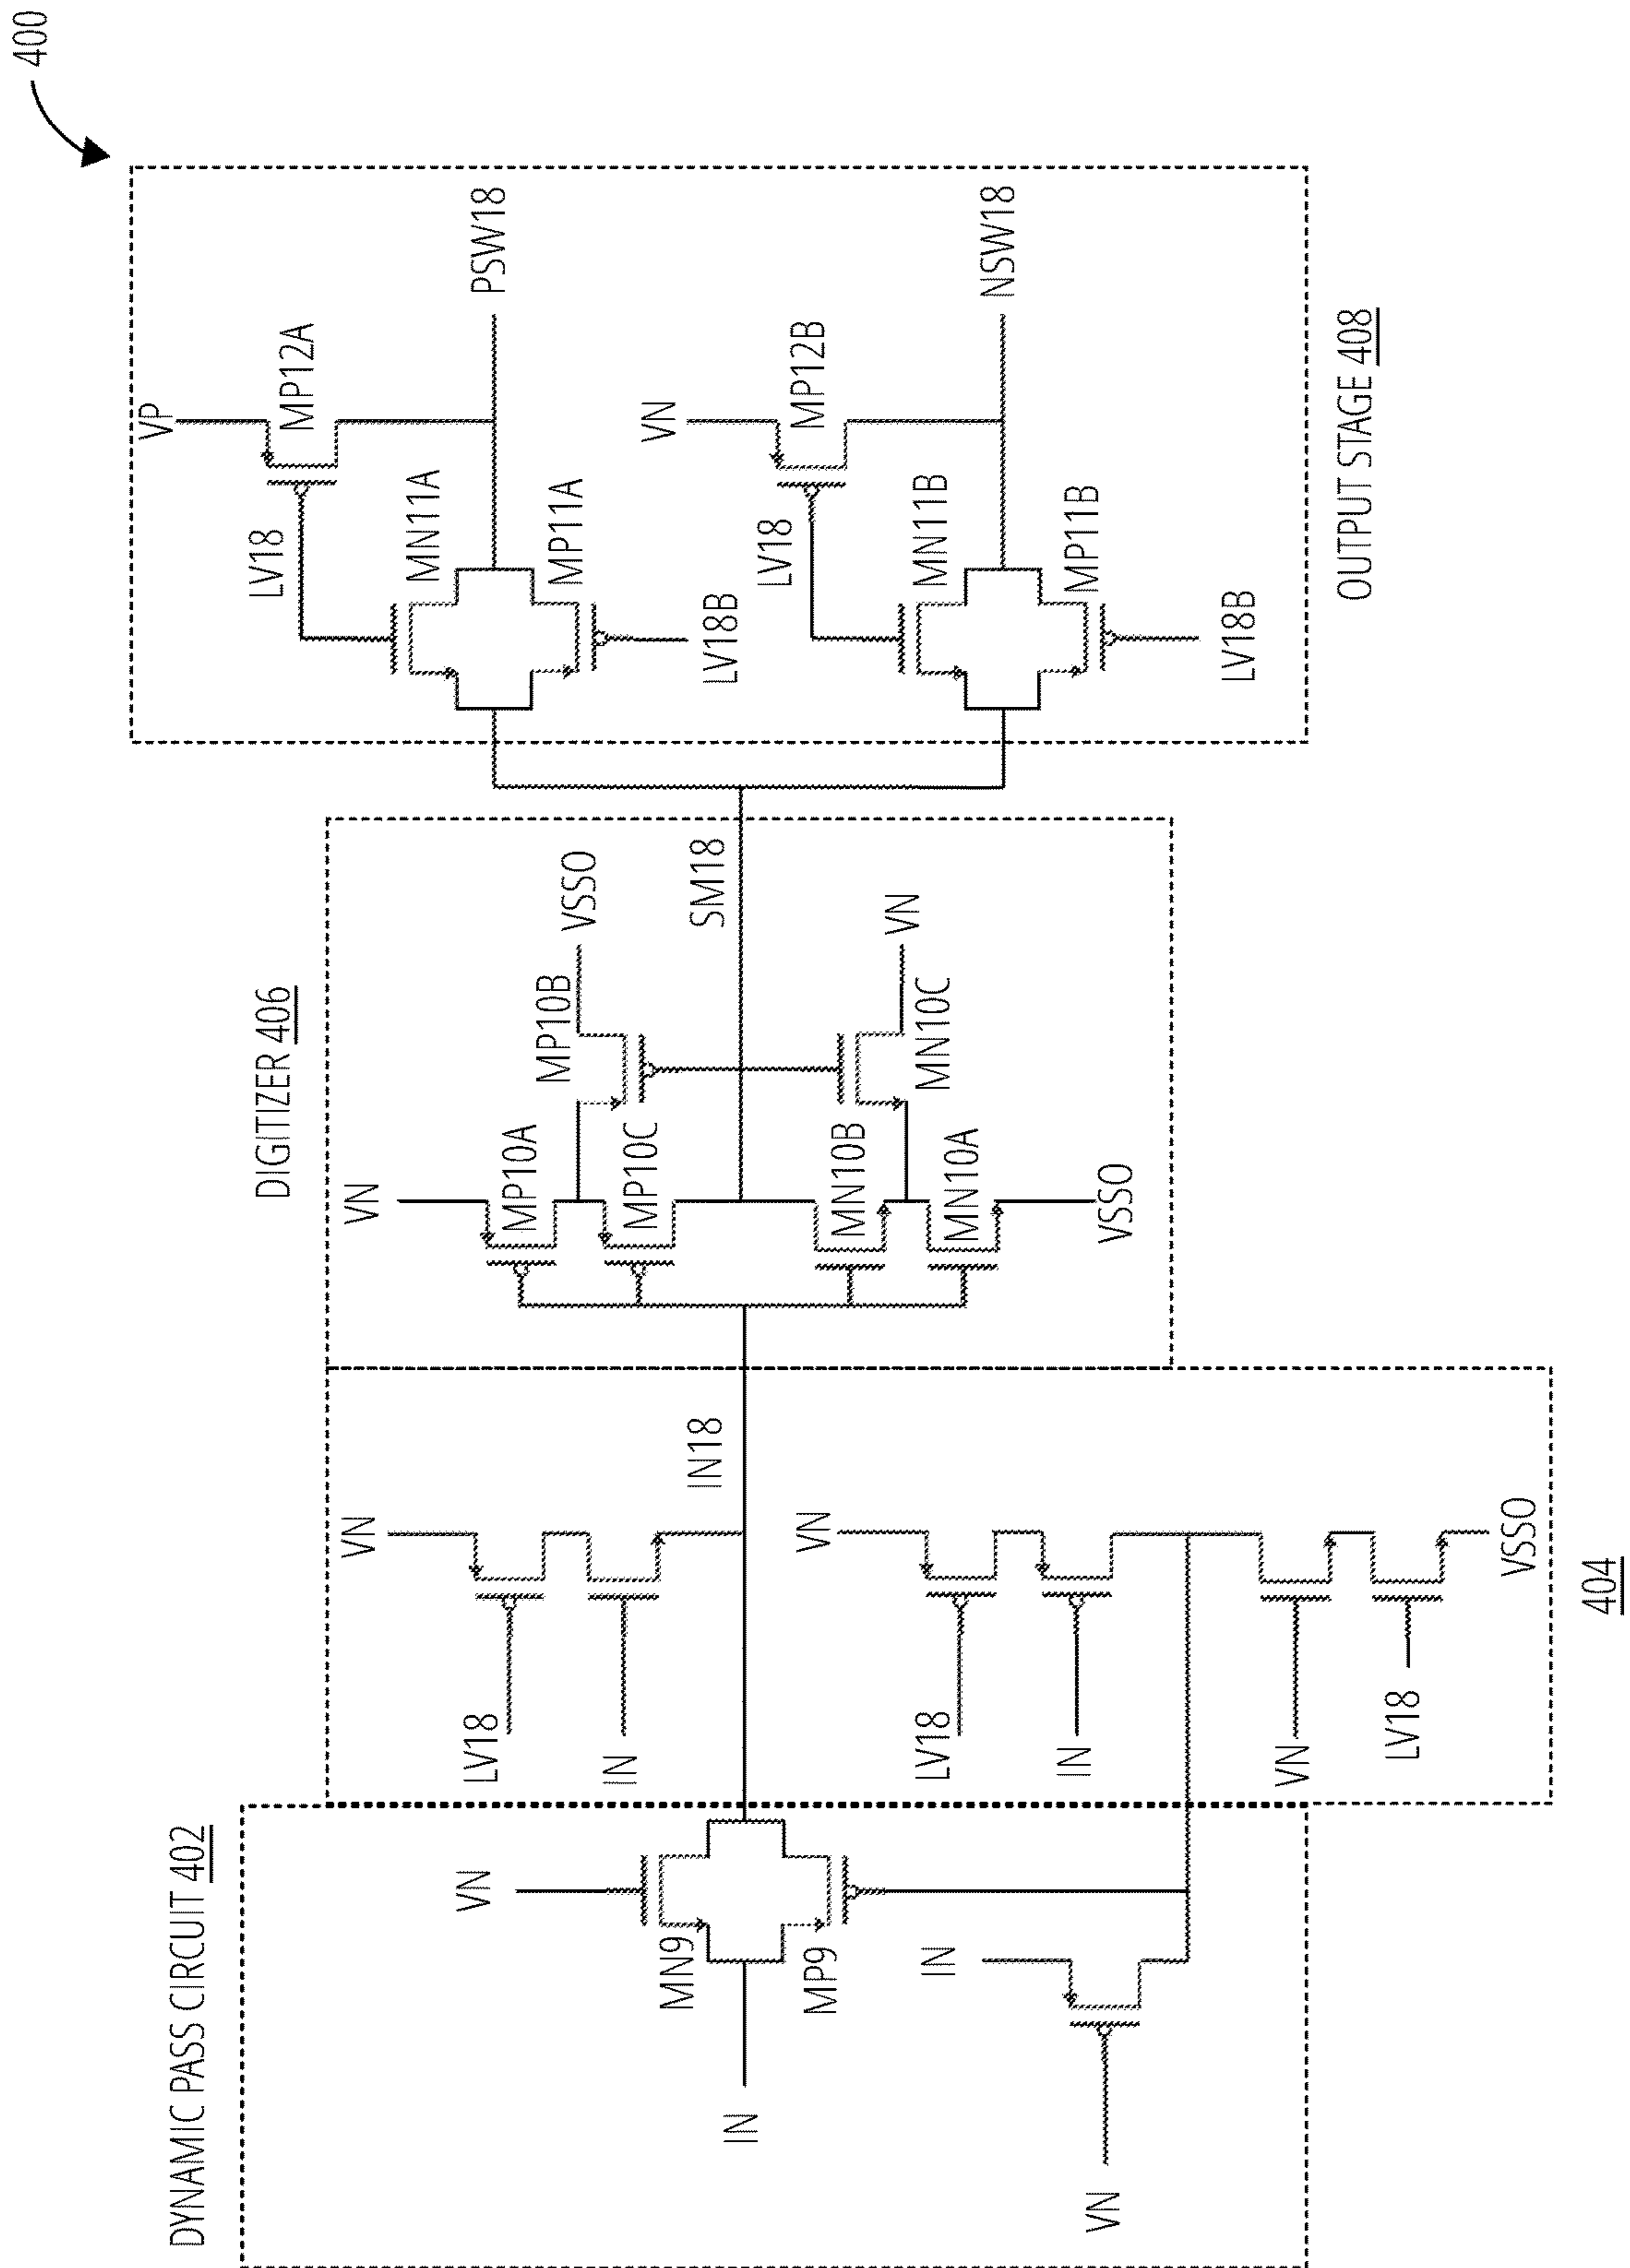 400
DYNAMIC PASS CIRCUIT 402
VN
MN9
IN
MP9
IN
VN
VN
LV18
IN
IN18
VN
LV18
IN
VN
LV18
VSSO
404
DIGITIZER 406
VN
MP10A
MP10B
VSSO
MP10C
SM18
MN10B
VN
MN10C
MN10A
VSSO
VP
MP12A
LV18
MN11A
PSW18
MP11A
LV18B
VN
MP12B
LV18
MN11B
NSW18
MP11B
LV18B
OUTPUT STAGE 408